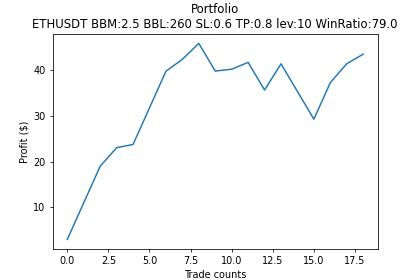 Portfolio
ETHUSDT BBM:2.5 BBL:260 SL:0.6 TP:0.8 lev:10 WinRatio:79.0
40
30
20
10
Profit ($)
0.0 2.5 5.0 7.5 10.0 12.5 15.0 17.5
Trade counts